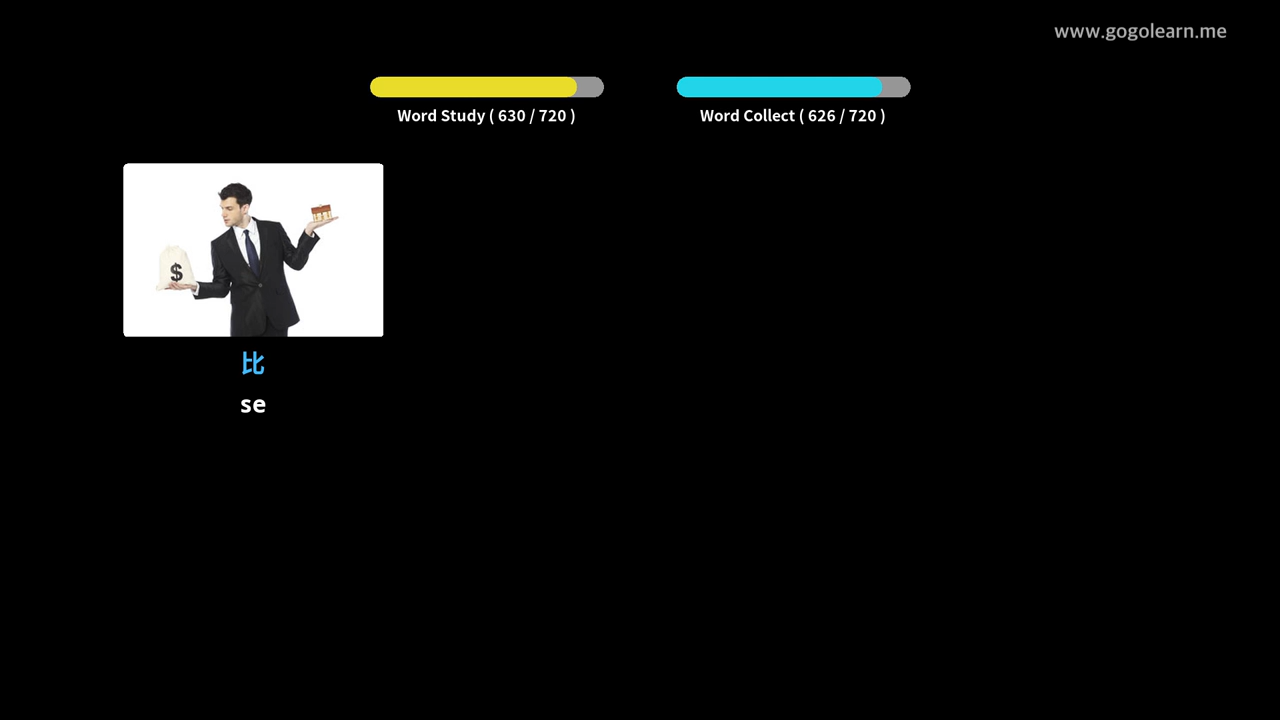 www.gogolearn.me
Word Study ( 630 / 720 )
Word Collect ( 626 / 720 )
$
比
se